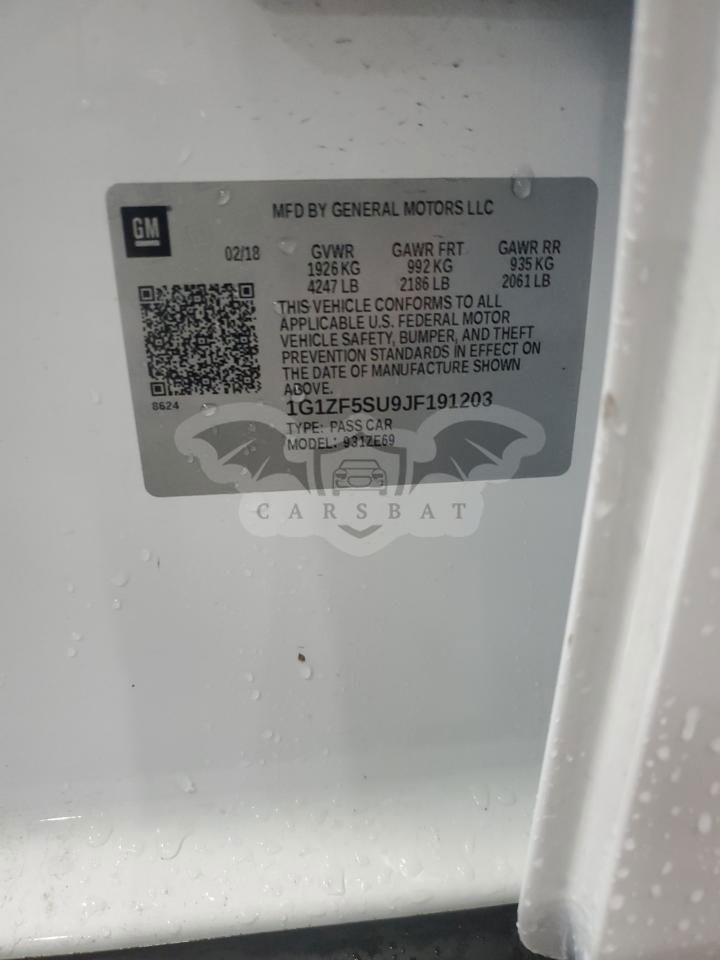 GM
MFD BY GENERAL MOTORS LLC
02/18 GVWR GAWR FRT GAWR RR
1926 KG 992 KG 935 KG
4247 LB 2186 LB 2061 LB
THIS VEHICLE CONFORMS TO ALL
APPLICABLE U.S. FEDERAL MOTOR
VEHICLE SAFETY, BUMPER, AND THEFT
PREVENTION STANDARDS IN EFFECT ON
THE DATE OF MANUFACTURE SHOWN
ABOVE.
8624
1G1ZF5SU9JF191203
TYPE: PASS CAR
MODEL: 931ZE69
CARSBAT